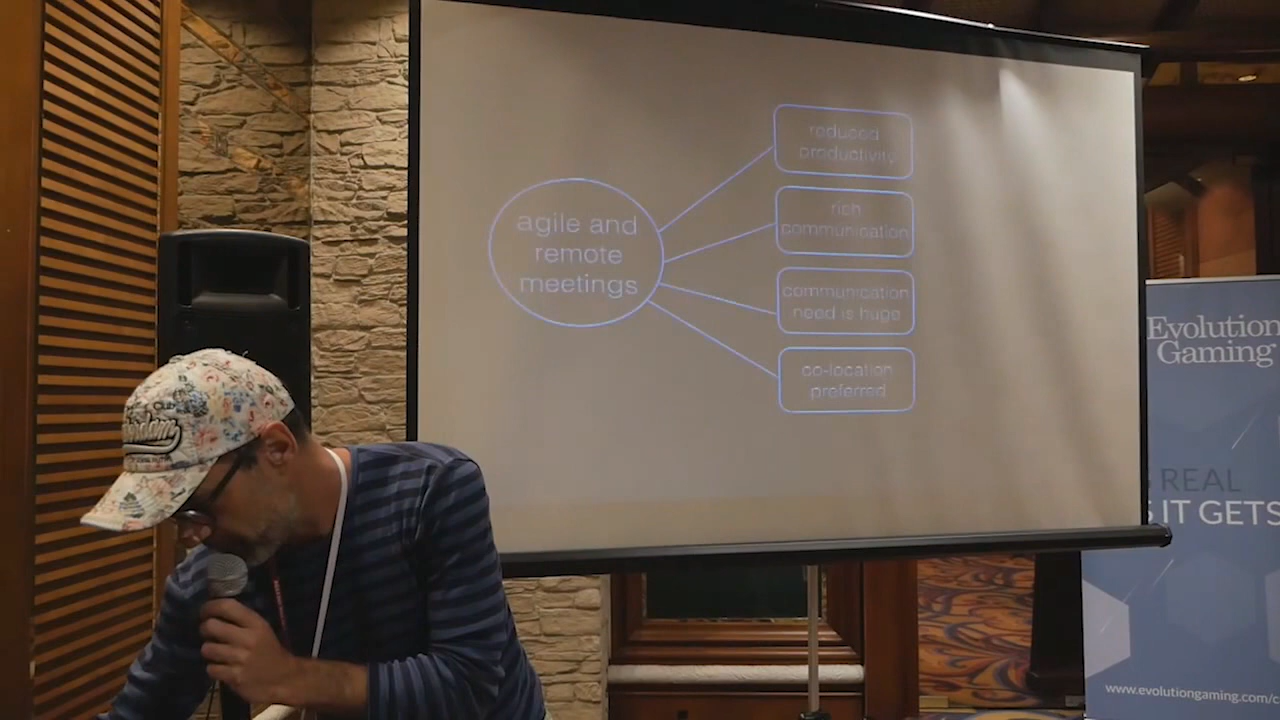 agile and
remote
meetings
reduced
productivity
rich
communication
communication
need is huge
co-location
preferred
Evolution
Gaming
REAL
IT GETS
www.evolutiongaming.com/c